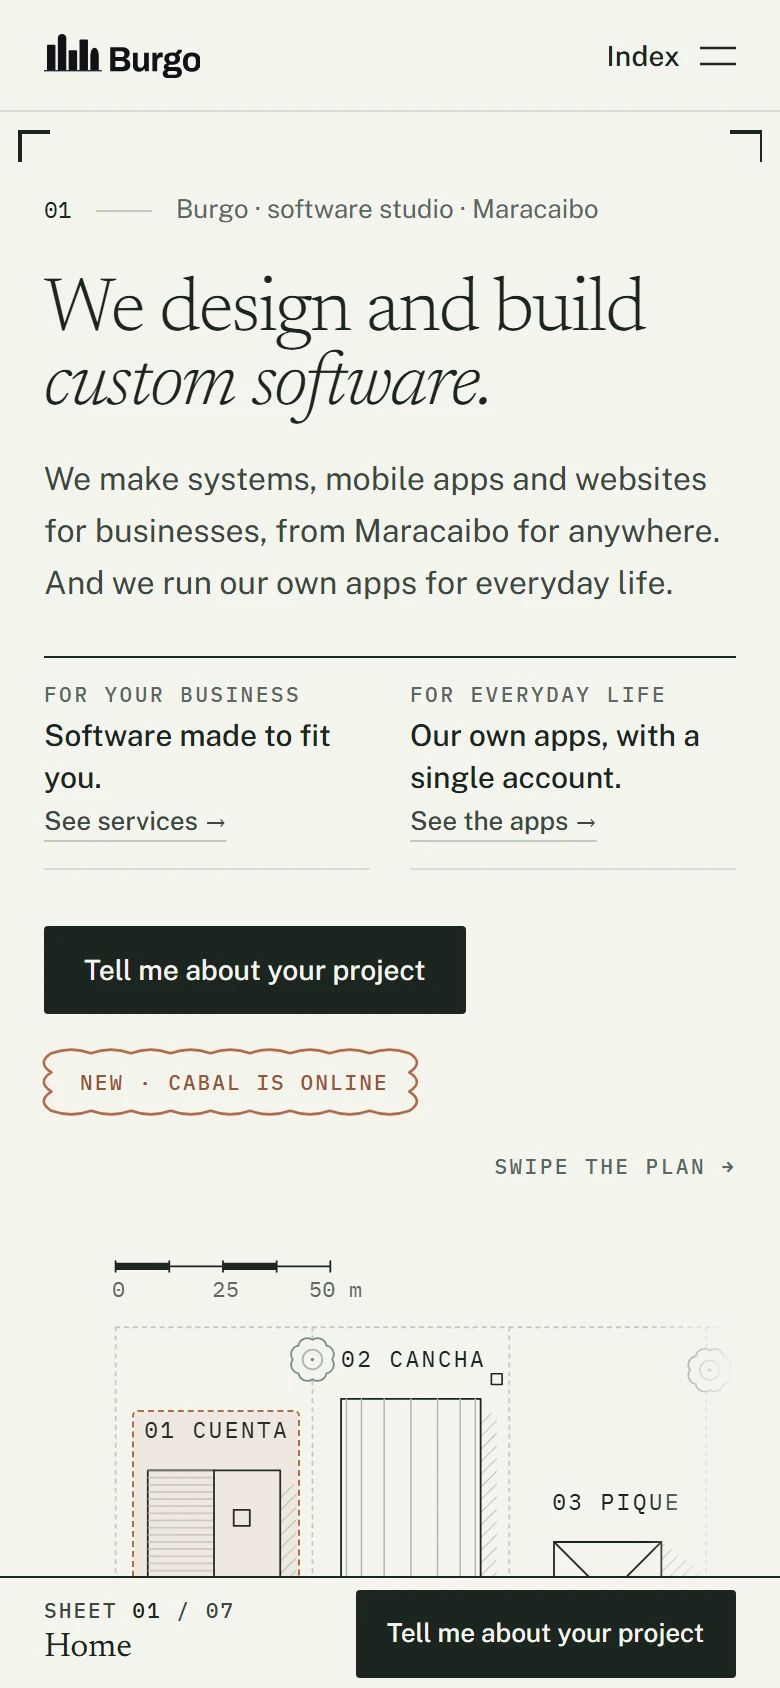 Burgo
Index
01 Burgo · software studio · Maracaibo
We design and build
custom software.
We make systems, mobile apps and websites
for businesses, from Maracaibo for anywhere.
And we run our own apps for everyday life.
FOR YOUR BUSINESS
Software made to fit
you.
See services →
FOR EVERYDAY LIFE
Our own apps, with a
single account.
See the apps →
Tell me about your project
NEW · CABAL IS ONLINE
SWIPE THE PLAN →
0 25 50 m
02 CANCHA
01 CUENTA
03 PIQUE
SHEET 01 / 07
Home
Tell me about your project